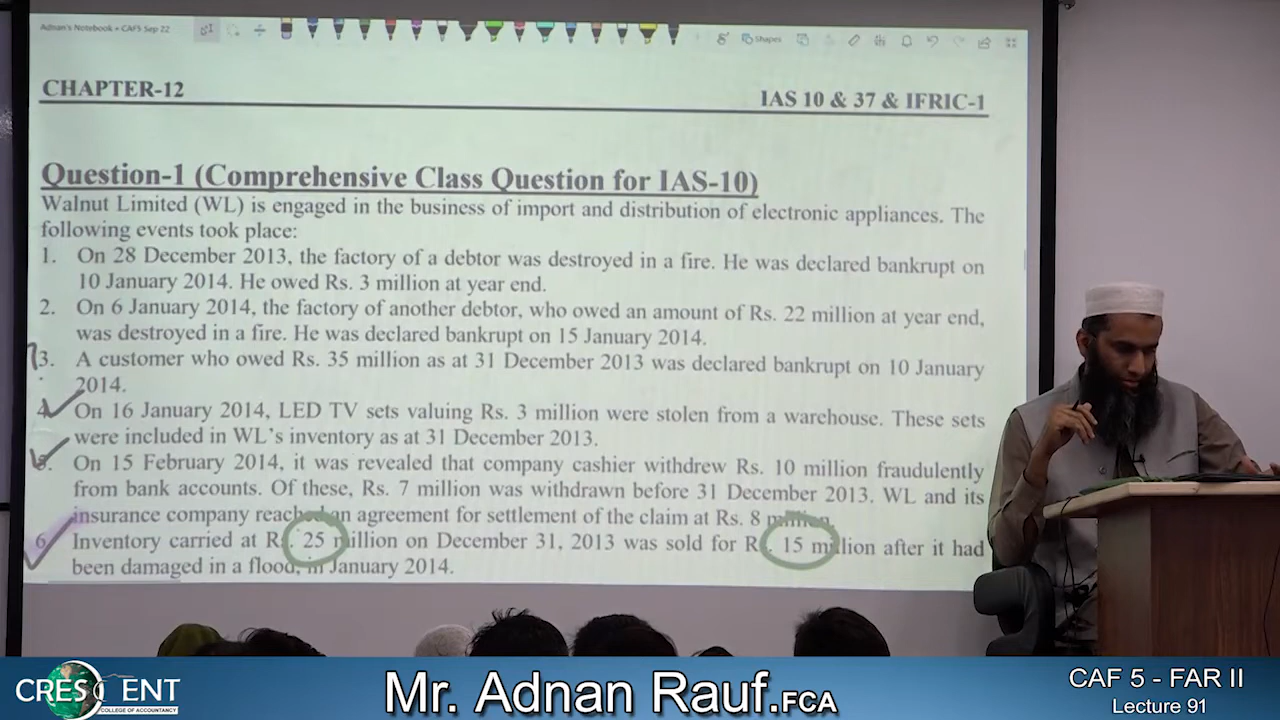 Adnan's Notebook » CAF5 Sep 22
Shapes
CHAPTER-12
IAS 10 & 37 & IFRIC-1
Question-1 (Comprehensive Class Question for IAS-10)
Walnut Limited (WL) is engaged in the business of import and distribution of electronic appliances. The
following events took place:
1. On 28 December 2013, the factory of a debtor was destroyed in a fire. He was declared bankrupt on
10 January 2014. He owed Rs. 3 million at year end.
2. On 6 January 2014, the factory of another debtor, who owed an amount of Rs. 22 million at year end,
was destroyed in a fire. He was declared bankrupt on 15 January 2014.
3. A customer who owed Rs. 35 million as at 31 December 2013 was declared bankrupt on 10 January
2014.
4. On 16 January 2014, LED TV sets valuing Rs. 3 million were stolen from a warehouse. These sets
were included in WL's inventory as at 31 December 2013.
5. On 15 February 2014, it was revealed that company cashier withdrew Rs. 10 million fraudulently
from bank accounts. Of these, Rs. 7 million was withdrawn before 31 December 2013. WL and its
insurance company reached an agreement for settlement of the claim at Rs. 8 million.
6. Inventory carried at Rs. 25 million on December 31, 2013 was sold for Rs. 15 million after it had
been damaged in a flood, in January 2014.
CRESCENT
COLLEGE OF ACCOUNTANCY
Mr. Adnan Rauf.FCA
CAF 5 - FAR II
Lecture 91